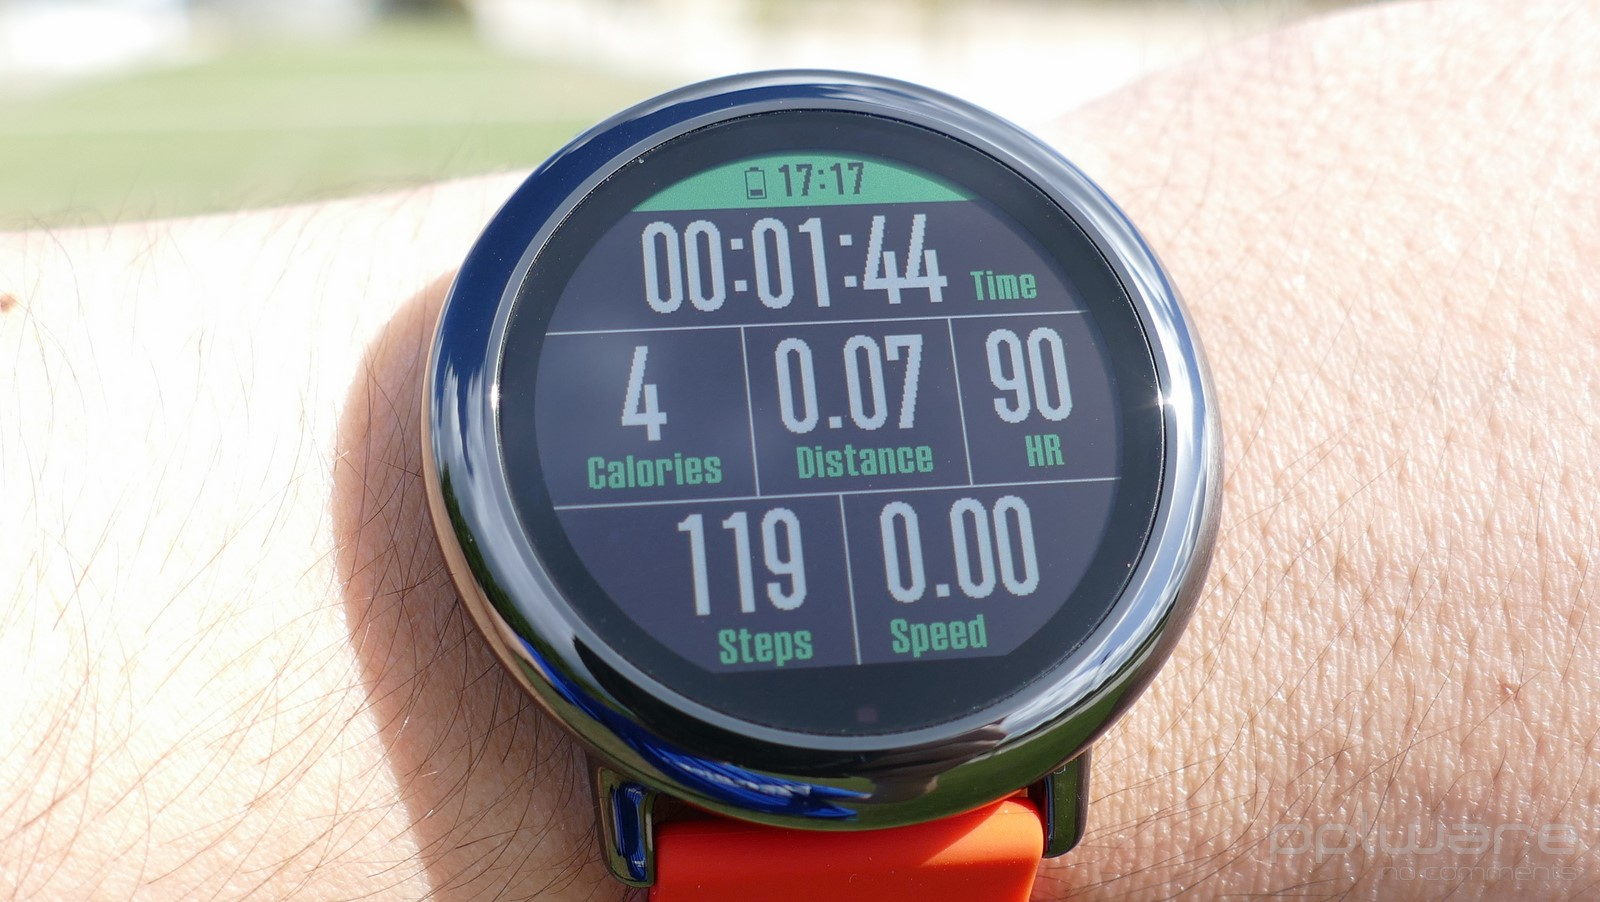 17:17
00:01:44 Time
4 0.07 90
Calories Distance HR
119 0.00
Steps Speed
pplware
no comments